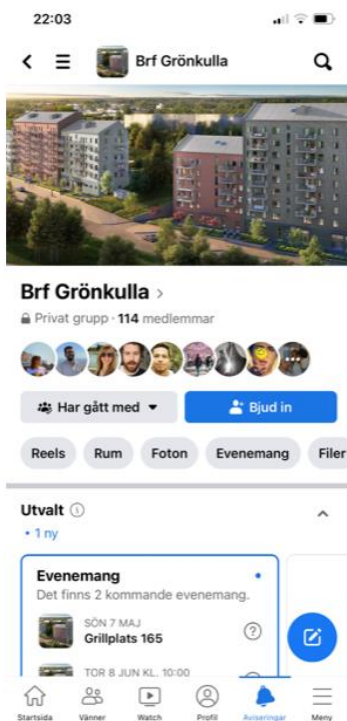 22:03
Brf Grönkulla
Brf Grönkulla >
Privat grupp · 114 medlemmar
Har gått med
Bjud in
Reels Rum Foton Evenemang Filer
Utvalt
• 1 ny
Evenemang
Det finns 2 kommande evenemang.
SÖN 7 MAJ
Grillplats 165
TOR 8 JUN KL. 10:00
Startsida Vänner Watch Profil Aviseringar Meny